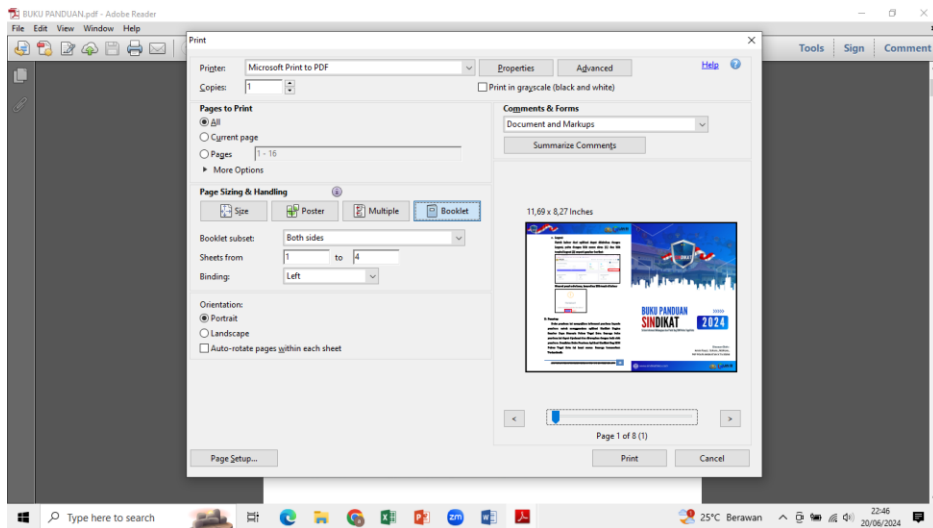 BUKU PANDUAN.pdf - Adobe Reader
File Edit View Window Help
Tools Sign Comment
Print
Printer: Microsoft Print to PDF Properties Advanced Help
Copies: 1 Print in grayscale (black and white)
Pages to Print
All
Current page
Pages 1 - 16
More Options
Comments & Forms
Document and Markups
Summarize Comments
Page Sizing & Handling
Size Poster Multiple Booklet
Booklet subset: Both sides
Sheets from 1 to 4
Binding: Left
Orientation:
Portrait
Landscape
Auto-rotate pages within each sheet
11,69 x 8,27 Inches
BUKU PANDUAN
SINDIKAT 2024
< >
Page 1 of 8 (1)
Page Setup... Print Cancel
Type here to search
zm
25°C Berawan
22:46
20/06/2024